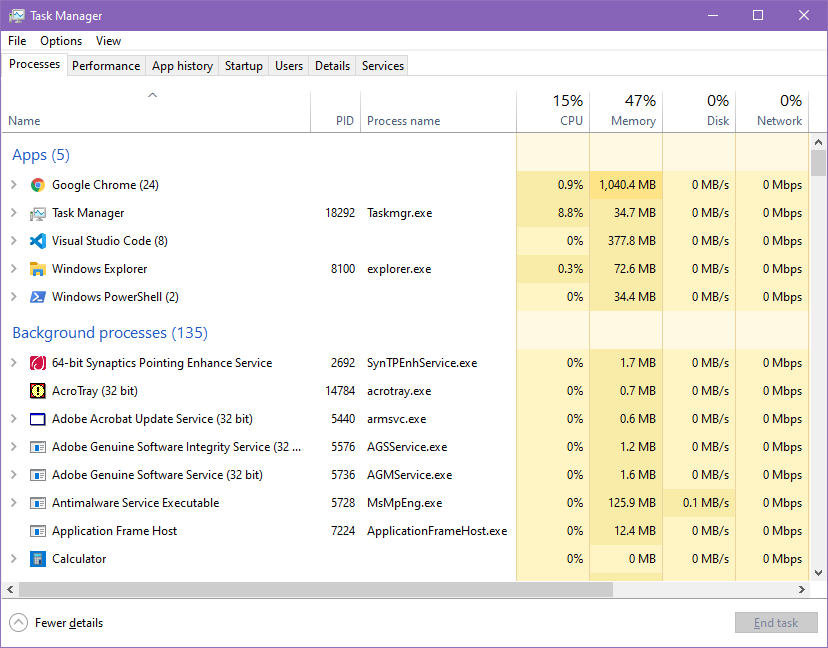 Task Manager
File Options View
Processes Performance App history Startup Users Details Services
15% 47% 0% 0%
Name PID Process name CPU Memory Disk Network
Apps (5)
Google Chrome (24) 0.9% 1,040.4 MB 0 MB/s 0 Mbps
Task Manager 18292 Taskmgr.exe 8.8% 34.7 MB 0 MB/s 0 Mbps
Visual Studio Code (8) 0% 377.8 MB 0 MB/s 0 Mbps
Windows Explorer 8100 explorer.exe 0.3% 72.6 MB 0 MB/s 0 Mbps
Windows PowerShell (2) 0% 34.4 MB 0 MB/s 0 Mbps
Background processes (135)
64-bit Synaptics Pointing Enhance Service 2692 SynTPEnhService.exe 0% 1.7 MB 0 MB/s 0 Mbps
AcroTray (32 bit) 14784 acrotray.exe 0% 0.7 MB 0 MB/s 0 Mbps
Adobe Acrobat Update Service (32 bit) 5440 armsvc.exe 0% 0.6 MB 0 MB/s 0 Mbps
Adobe Genuine Software Integrity Service (32 ... 5576 AGSService.exe 0% 1.2 MB 0 MB/s 0 Mbps
Adobe Genuine Software Service (32 bit) 5736 AGMService.exe 0% 1.6 MB 0 MB/s 0 Mbps
Antimalware Service Executable 5728 MsMpEng.exe 0% 125.9 MB 0.1 MB/s 0 Mbps
Application Frame Host 7224 ApplicationFrameHost.exe 0% 12.4 MB 0 MB/s 0 Mbps
Calculator 0% 0 MB 0 MB/s 0 Mbps
Fewer details End task